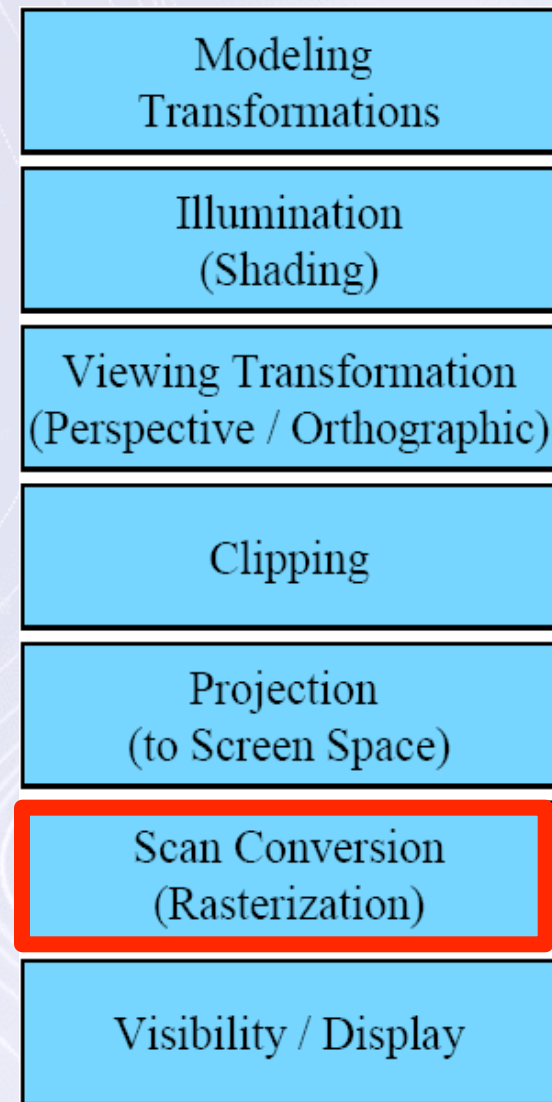 Modeling
Transformations
Illumination
(Shading)
Viewing Transformation
(Perspective / Orthographic)
Clipping
Projection
(to Screen Space)
Scan Conversion
(Rasterization)
Visibility / Display